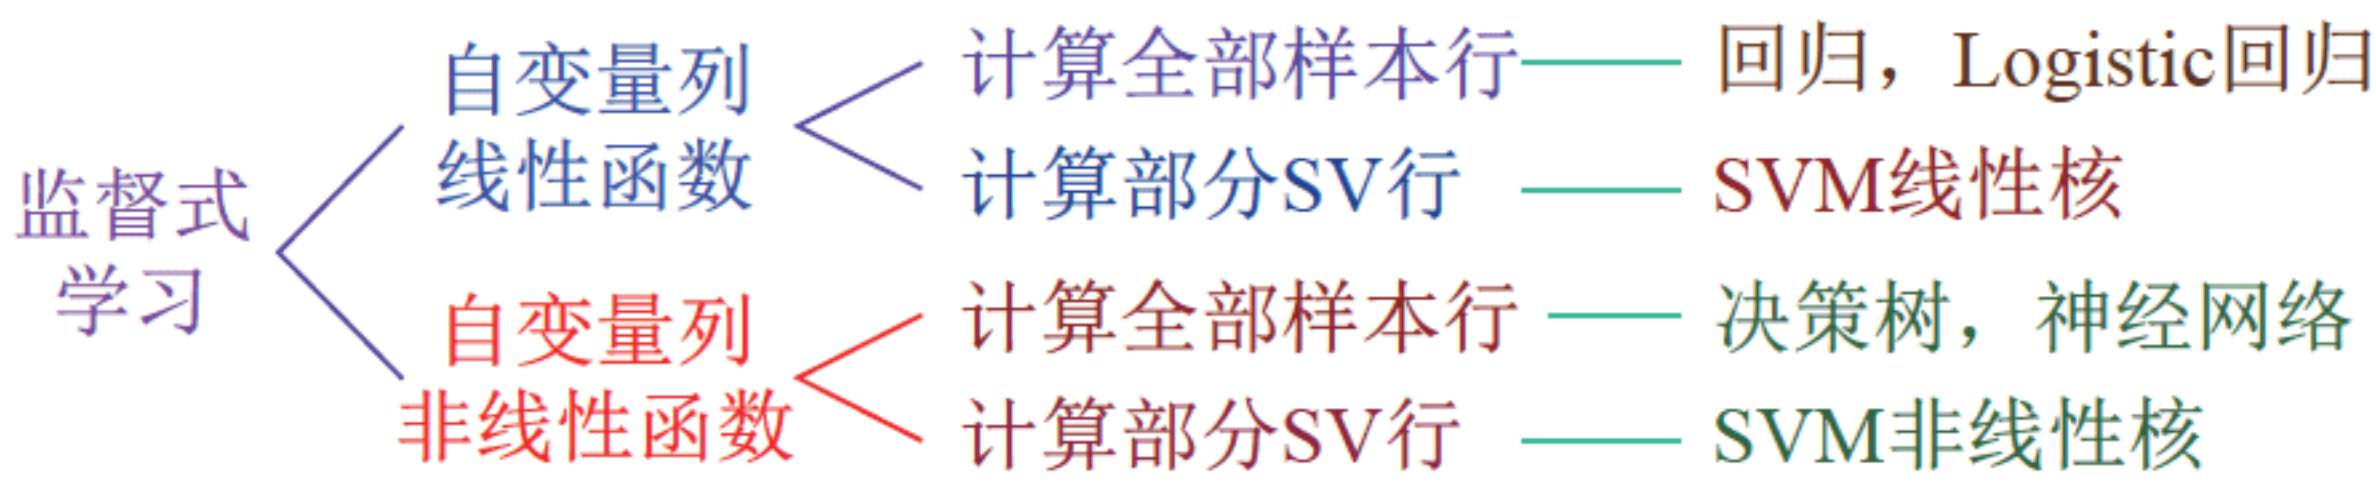 监督式
学习
自变量列
线性函数
计算全部样本行
回归，Logistic回归
计算部分SV行
SVM线性核
自变量列
非线性函数
计算全部样本行
决策树，神经网络
计算部分SV行
SVM非线性核